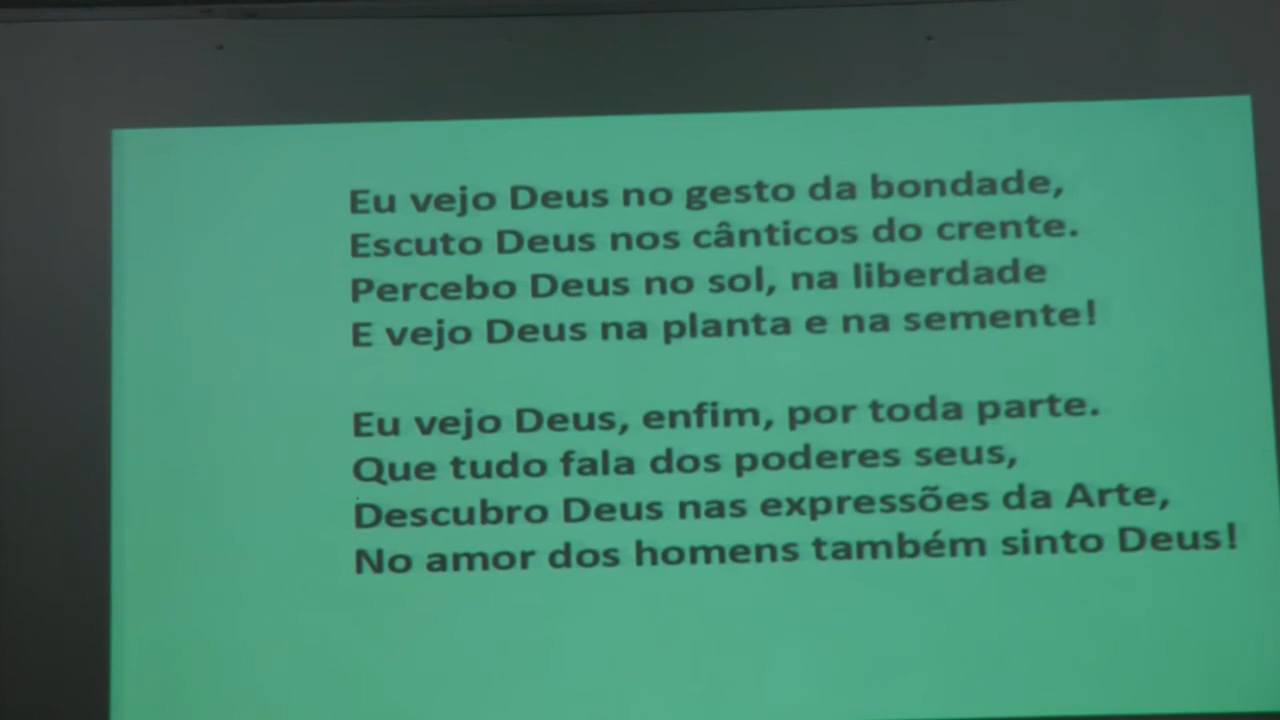 Eu vejo Deus no gesto da bondade,
Escuto Deus nos cânticos do crente.
Percebo Deus no sol, na liberdade
E vejo Deus na planta e na semente!
Eu vejo Deus, enfim, por toda parte.
Que tudo fala dos poderes seus,
Descubro Deus nas expressões da Arte,
No amor dos homens também sinto Deus!